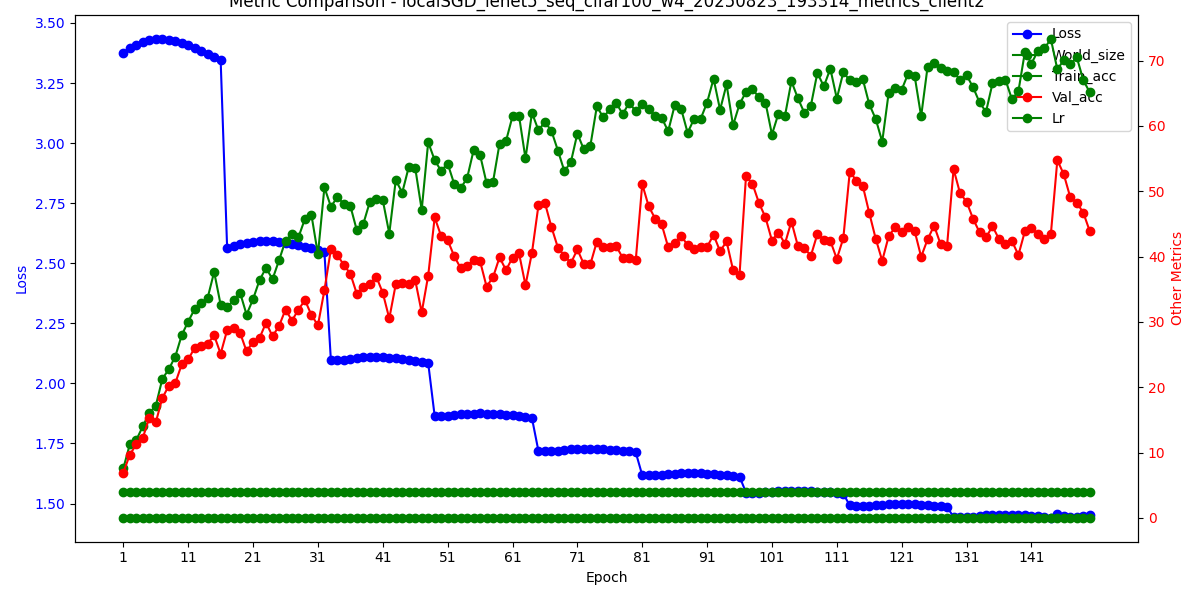 Metric Comparison - localSGD_lenet5_seq_cifar100_w4_20250823_193314_metrics_client2
Loss
World_size
Train_acc
Val_acc
Lr
3.50
3.25
3.00
2.75
2.50
2.25
2.00
1.75
1.50
Loss
70
60
50
40
30
20
10
0
Other Metrics
1 11 21 31 41 51 61 71 81 91 101 111 121 131 141
Epoch